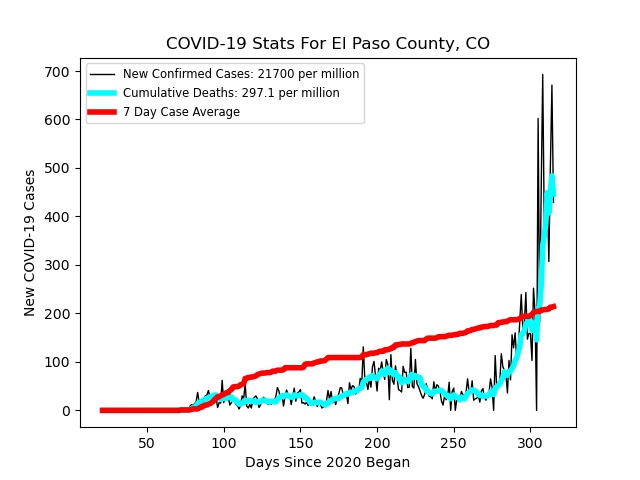 COVID-19 Stats For El Paso County, CO
New Confirmed Cases: 21700 per million
Cumulative Deaths: 297.1 per million
7 Day Case Average
New COVID-19 Cases
700
600
500
400
300
200
100
0
50 100 150 200 250 300
Days Since 2020 Began